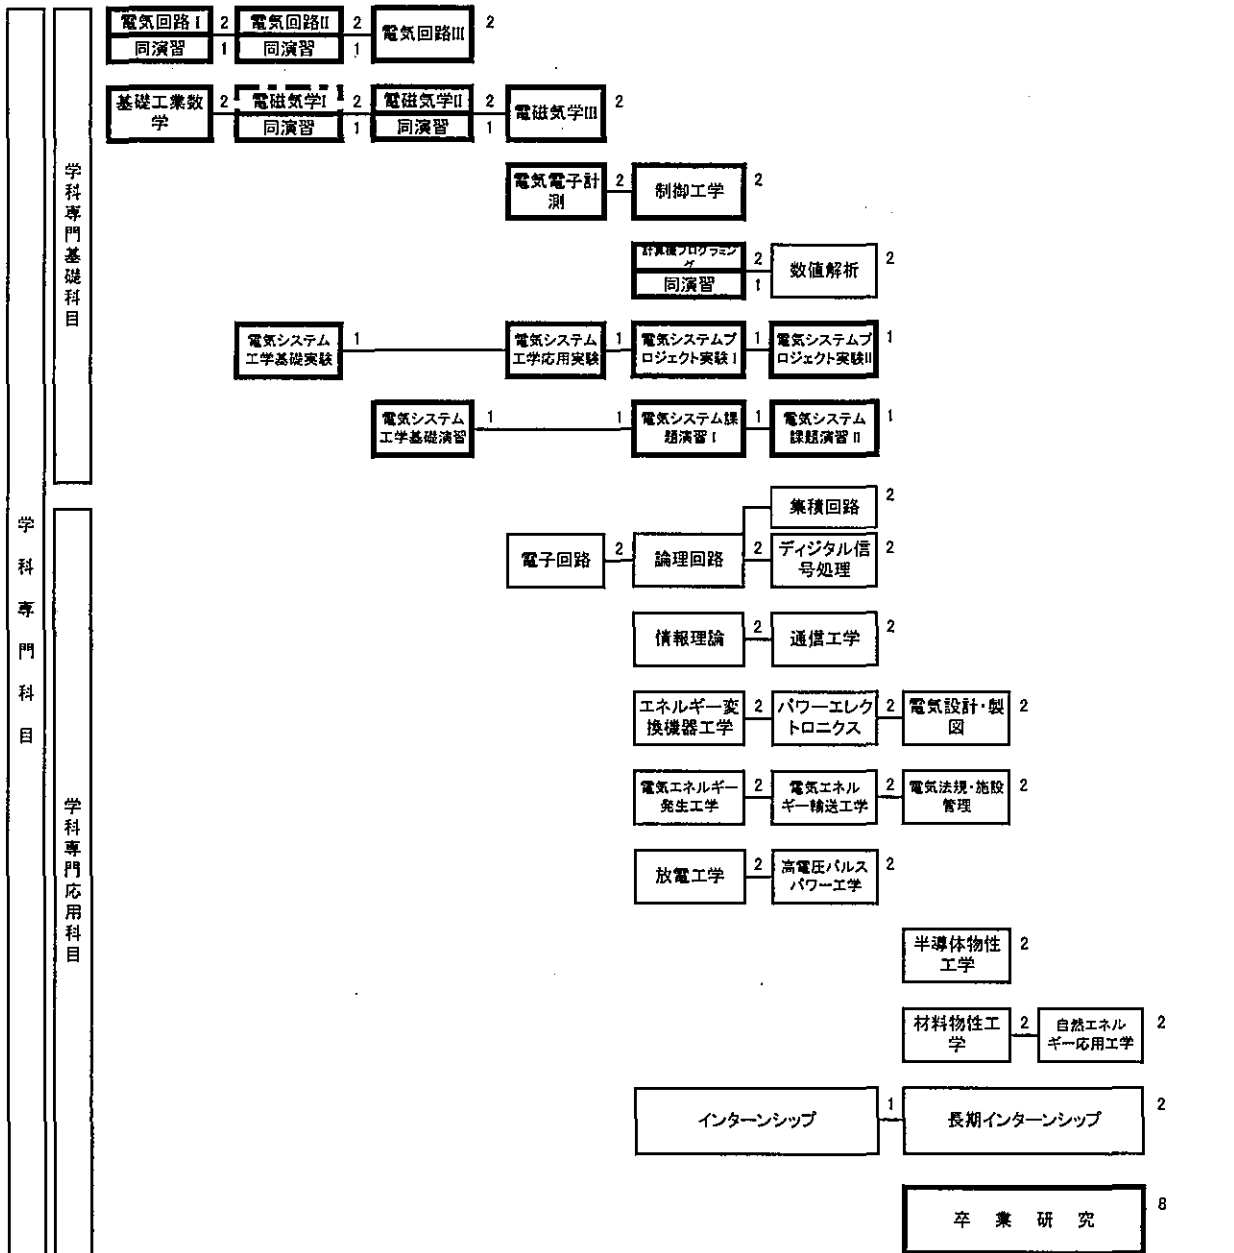 学科専門科目
学科専門基礎科目
電気回路 I 2 電気回路II 2 電気回路III 2
同演習 1 同演習 1
基礎工業数 2 電磁気学I 2 電磁気学II 2 電磁気学III 2
学 同演習 1 同演習 1
電気電子計 2 制御工学 2
測
計算機プログラミン 2 数値解析 2
グ
同演習 1
電気システム 1 電気システム 1 電気システムプ 1 電気システムプ 1
工学基礎実験 工学応用実験 ロジェクト実験 I ロジェクト実験II
電気システム 1 1 電気システム課 1 電気システム 1
工学基礎演習 題演習 I 課題演習 II
学科専門応用科目
集積回路 2
電子回路 2 論理回路 2 ディジタル信 2
号処理
情報理論 2 通信工学 2
エネルギー変 2 パワーエレク 2 電気設計・製 2
換機器工学 トロニクス 図
電気エネルギー 2 電気エネル 2 電気法規・施設 2
発生工学 ギー輸送工学 管理
放電工学 2 高電圧パルス 2
パワー工学
半導体物性 2
工学
材料物性工 2 自然エネル 2
学 ギー応用工学
インターンシップ 1 長期インターンシップ 2
卒業研究 8